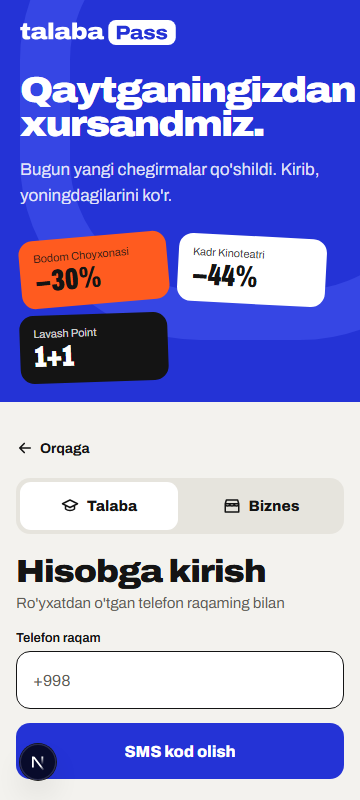 talaba Pass
Qaytganingizdan
xursandmiz.
Bugun yangi chegirmalar qo'shildi. Kirib,
yoningdagilarini ko'r.
Bodom Choyxonasi
−30%
Kadr Kinoteatri
−44%
Lavash Point
1+1
← Orqaga
Talaba
Biznes
Hisobga kirish
Ro'yxatdan o'tgan telefon raqaming bilan
Telefon raqam
+998
SMS kod olish
N